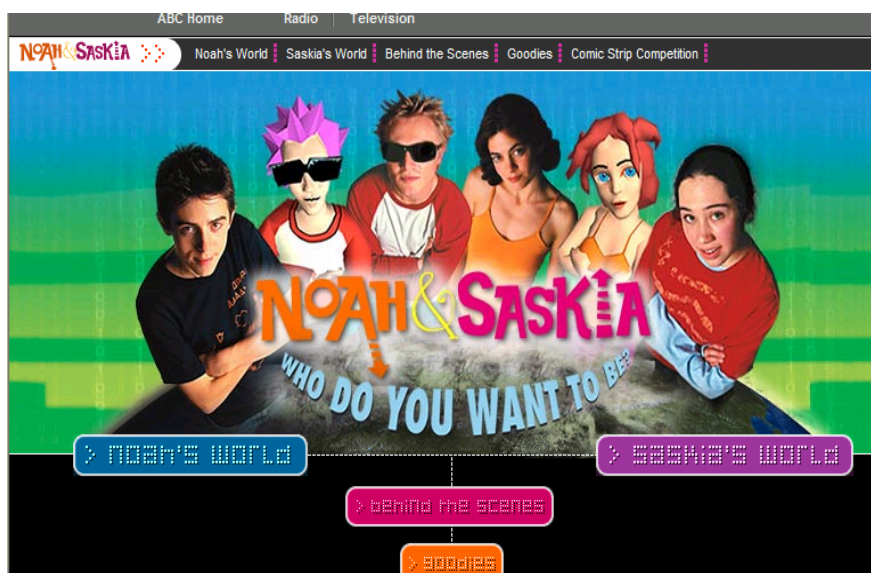 ABC Home Radio Television
NOAH & SASKIA >> Noah's World Saskia's World Behind the Scenes Goodies Comic Strip Competition
NOAH & SASKIA
WHO DO YOU WANT TO BE?
> noah's world
> saskia's world
> behind the scenes
> goodies